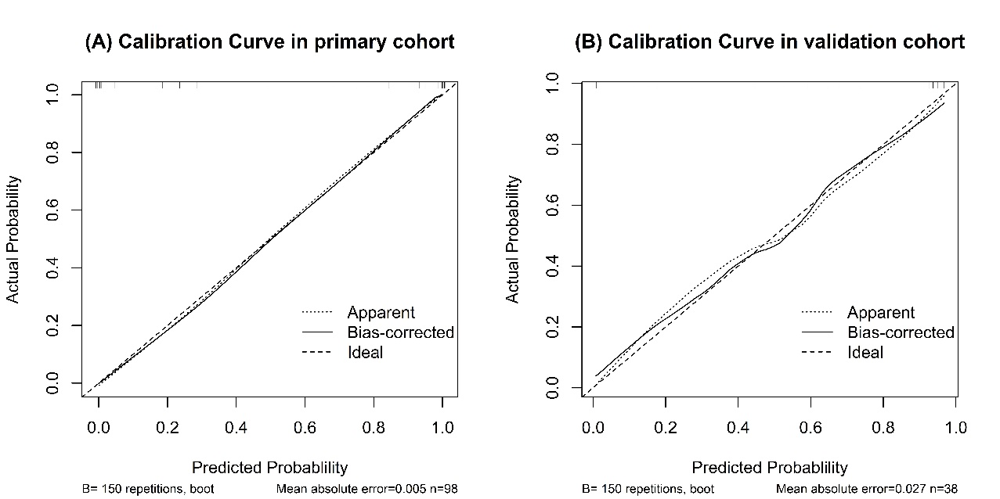 (A) Calibration Curve in primary cohort
Actual Probability
1.0
0.8
0.6
0.4
0.2
0.0
Apparent
Bias-corrected
Ideal
0.0 0.2 0.4 0.6 0.8 1.0
Predicted Probablility
B= 150 repetitions, boot Mean absolute error=0.005 n=98
(B) Calibration Curve in validation cohort
Actual Probability
1.0
0.8
0.6
0.4
0.2
0.0
Apparent
Bias-corrected
Ideal
0.0 0.2 0.4 0.6 0.8 1.0
Predicted Probablility
B= 150 repetitions, boot Mean absolute error=0.027 n=38